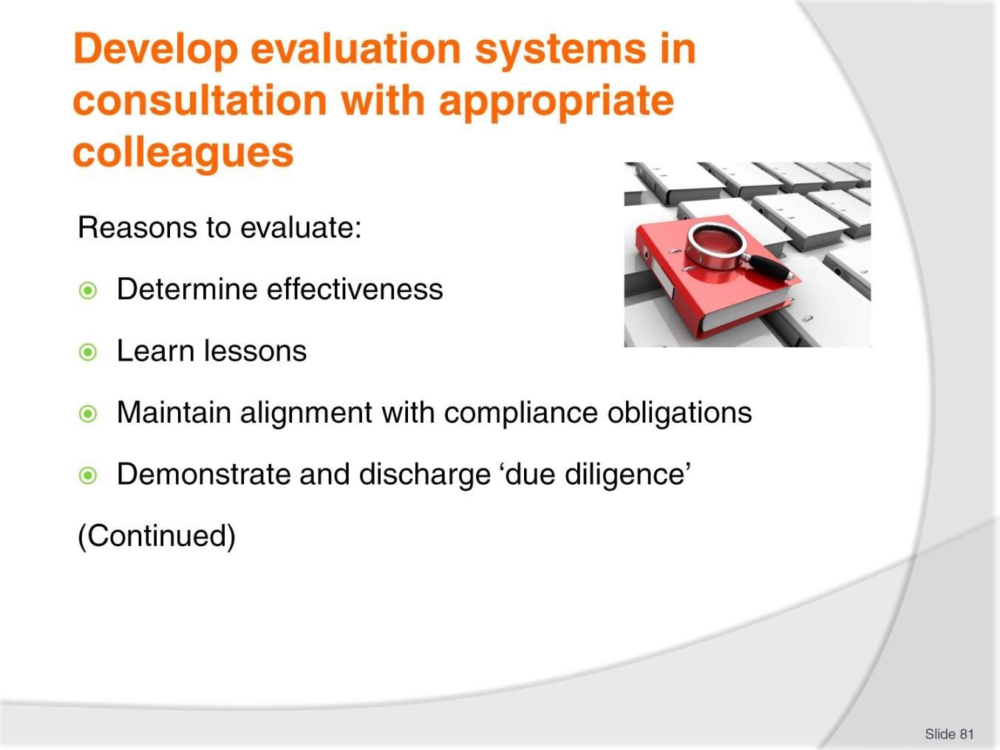 Develop evaluation systems in
consultation with appropriate
colleagues
Reasons to evaluate:
Determine effectiveness
Learn lessons
Maintain alignment with compliance obligations
Demonstrate and discharge ‘due diligence’
(Continued)
Slide 81